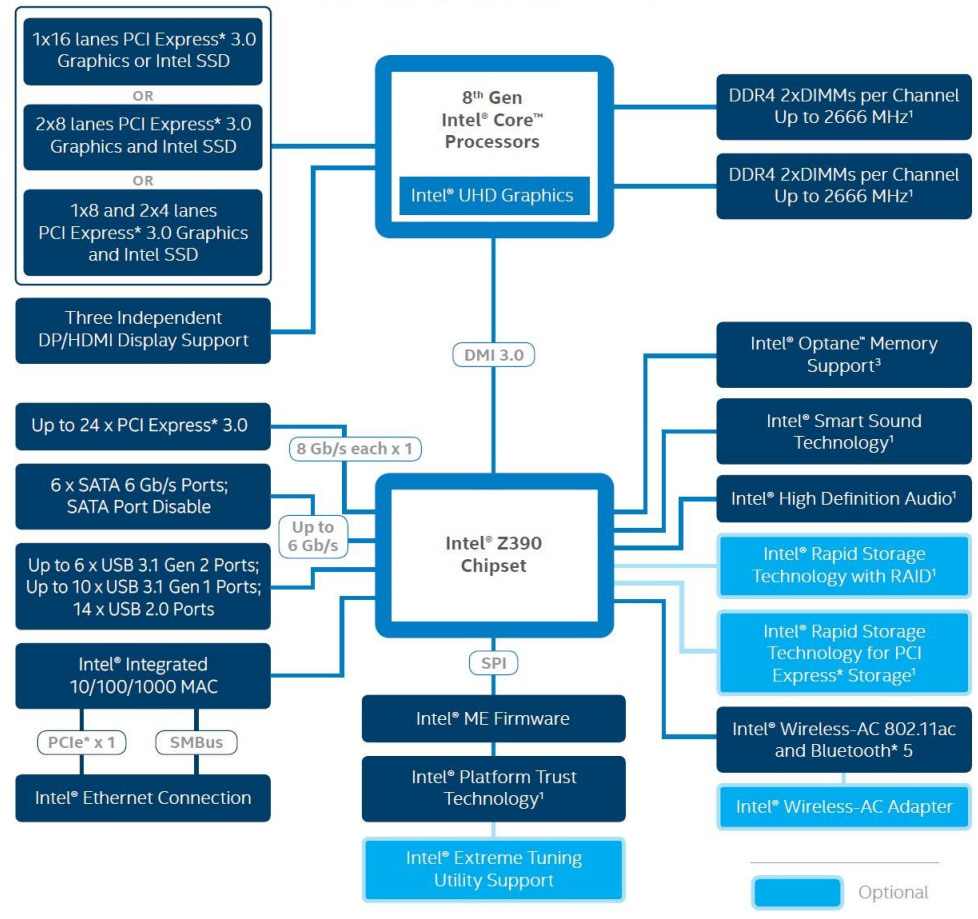 1x16 lanes PCI Express* 3.0
Graphics or Intel SSD
OR
2x8 lanes PCI Express* 3.0
Graphics and Intel SSD
OR
1x8 and 2x4 lanes
PCI Express* 3.0 Graphics
and Intel SSD
Three Independent
DP/HDMI Display Support
8th Gen
Intel® Core™
Processors
Intel® UHD Graphics
DDR4 2xDIMMs per Channel
Up to 2666 MHz¹
DDR4 2xDIMMs per Channel
Up to 2666 MHz¹
DMI 3.0
Up to 24 x PCI Express* 3.0
8 Gb/s each x 1
6 x SATA 6 Gb/s Ports;
SATA Port Disable
Up to
6 Gb/s
Up to 6 x USB 3.1 Gen 2 Ports;
Up to 10 x USB 3.1 Gen 1 Ports;
14 x USB 2.0 Ports
Intel® Integrated
10/100/1000 MAC
PCIe* x 1
SMBus
Intel® Ethernet Connection
Intel® Z390
Chipset
SPI
Intel® ME Firmware
Intel® Platform Trust
Technology¹
Intel® Extreme Tuning
Utility Support
Intel® Optane™ Memory
Support³
Intel® Smart Sound
Technology¹
Intel® High Definition Audio¹
Intel® Rapid Storage
Technology with RAID¹
Intel® Rapid Storage
Technology for PCI
Express* Storage¹
Intel® Wireless-AC 802.11ac
and Bluetooth* 5
Intel® Wireless-AC Adapter
Optional